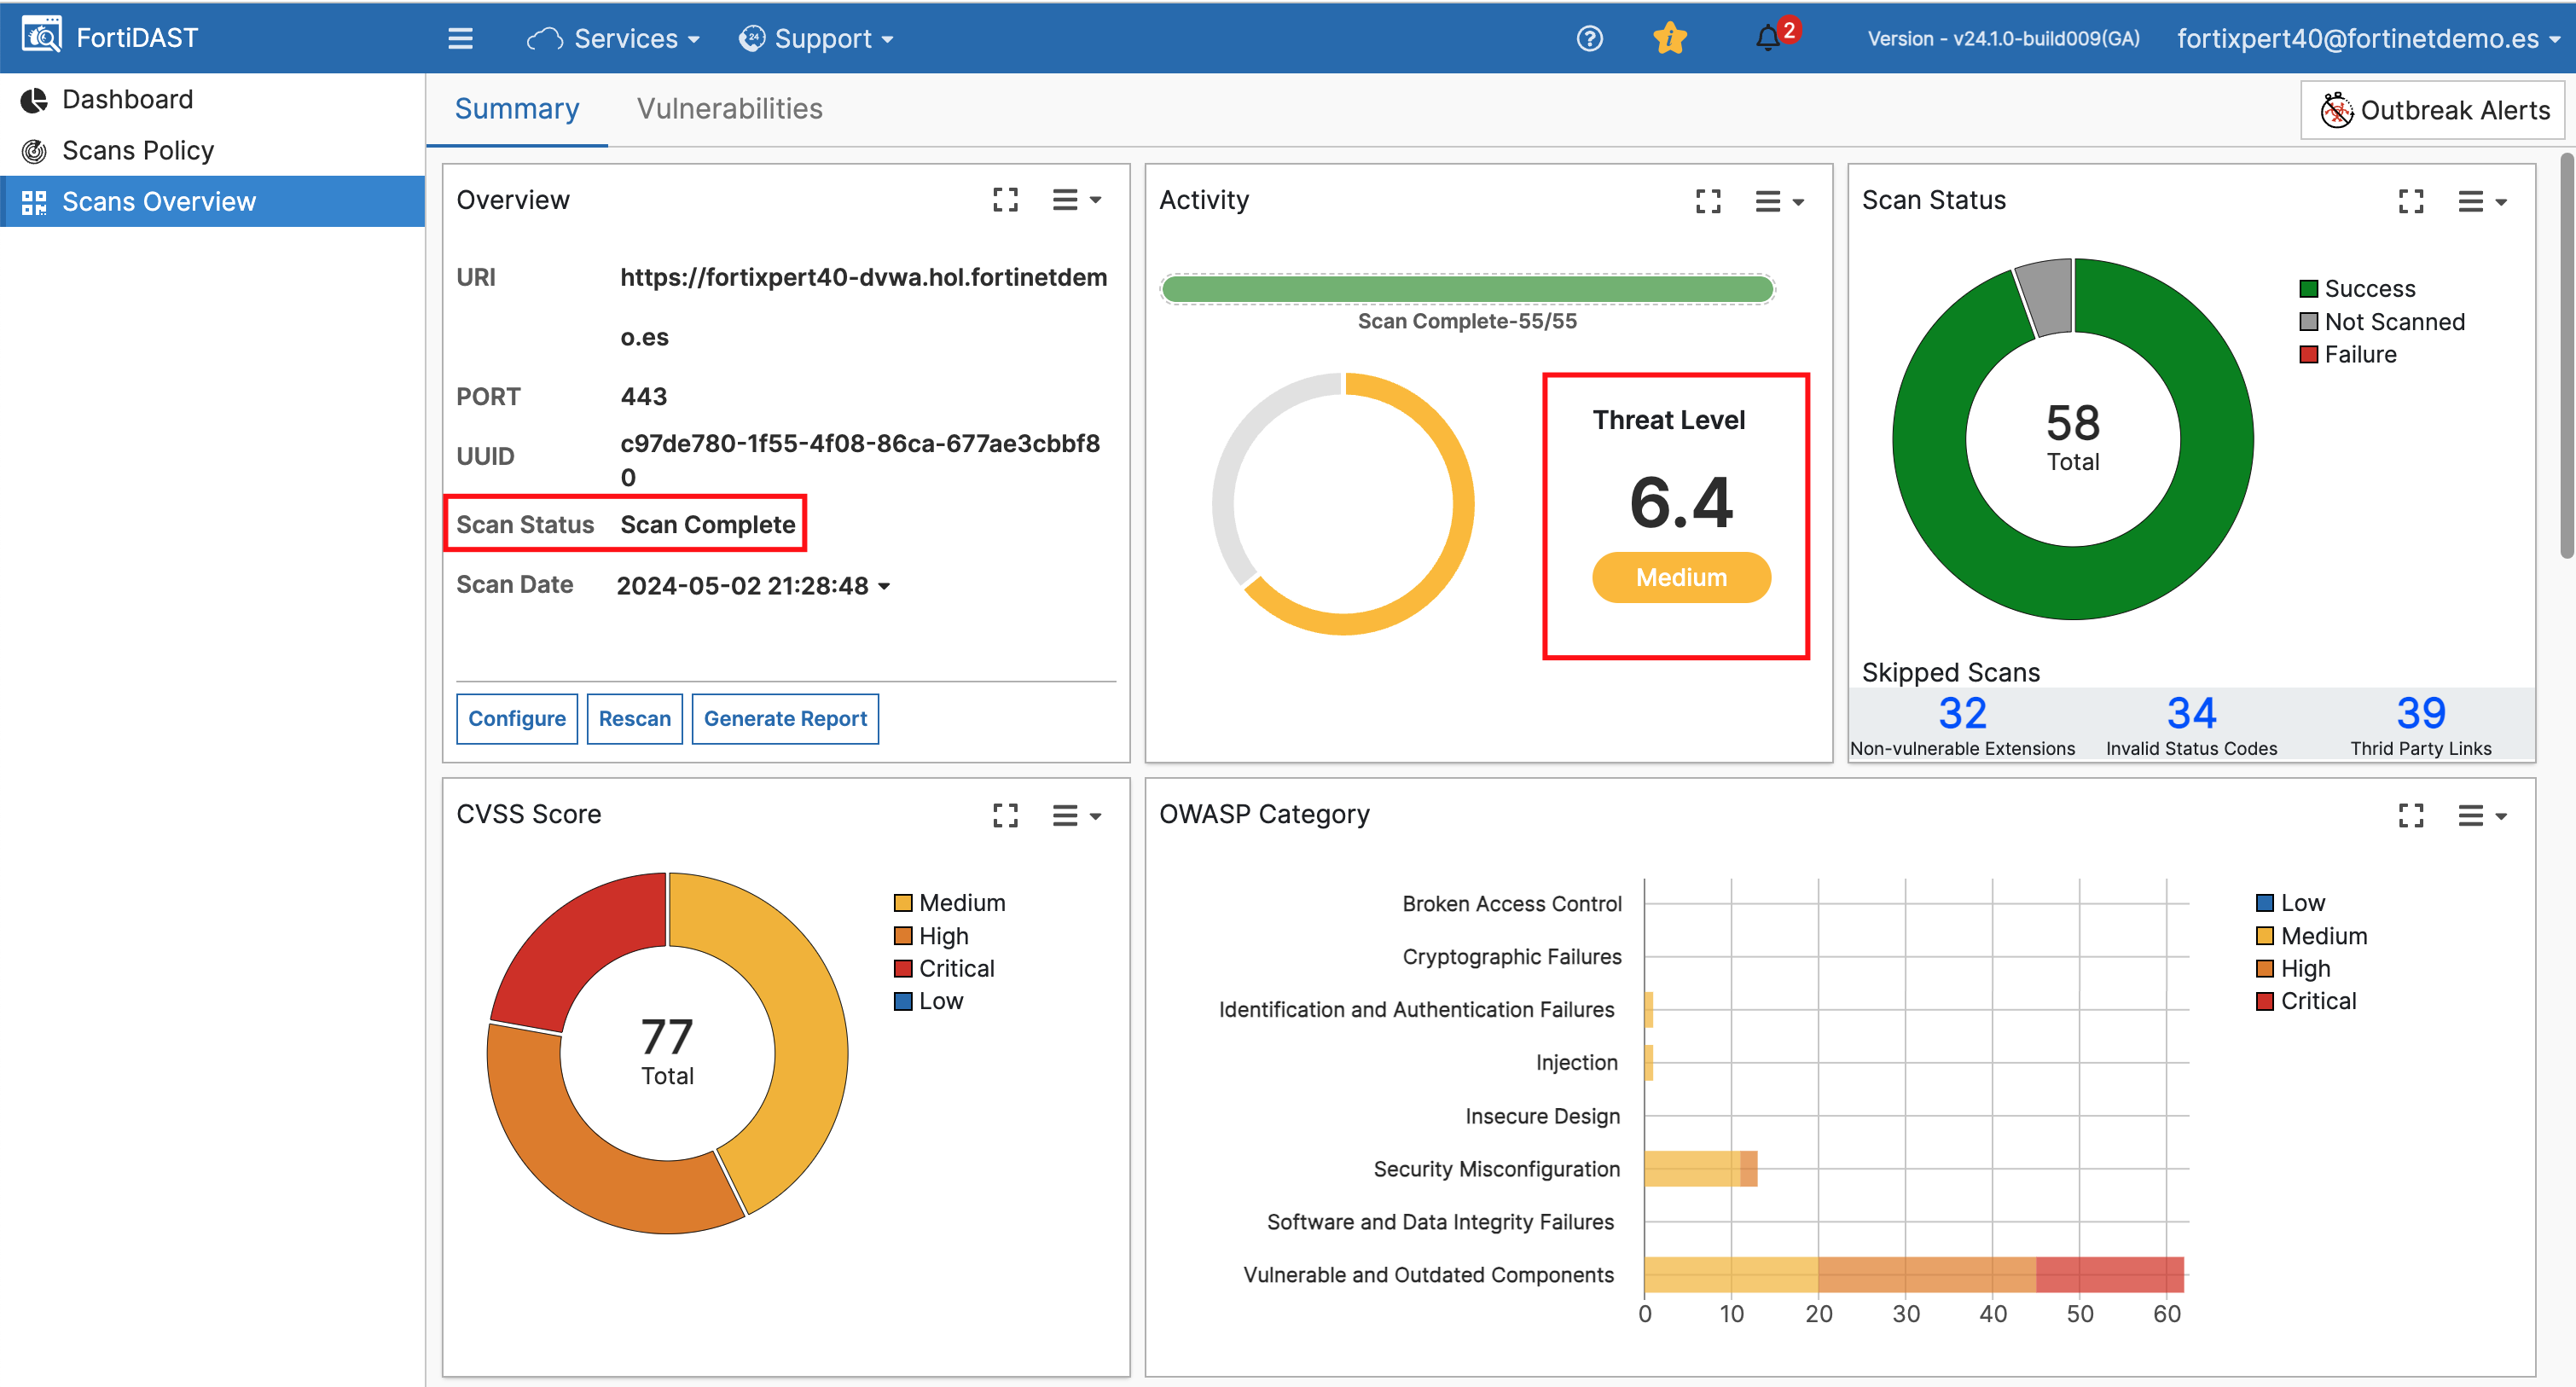 FortiDAST
Services
24
Support
2
Version - v24.1.0-build009(GA)
fortixpert40@fortinetdemo.es
Dashboard
Scans Policy
Scans Overview
Summary
Vulnerabilities
Outbreak Alerts
Overview
URI
https://fortixpert40-dvwa.hol.fortinetdem
o.es
PORT
443
UUID
c97de780-1f55-4f08-86ca-677ae3cbbf8
0
Scan Status
Scan Complete
Scan Date
2024-05-02 21:28:48
Configure
Rescan
Generate Report
Activity
Scan Complete-55/55
Threat Level
6.4
Medium
Scan Status
Success
Not Scanned
Failure
58
Total
Skipped Scans
32
Non-vulnerable Extensions
34
Invalid Status Codes
39
Thrid Party Links
CVSS Score
Medium
High
Critical
Low
77
Total
OWASP Category
Broken Access Control
Cryptographic Failures
Identification and Authentication Failures
Injection
Insecure Design
Security Misconfiguration
Software and Data Integrity Failures
Vulnerable and Outdated Components
0
10
20
30
40
50
60
Low
Medium
High
Critical